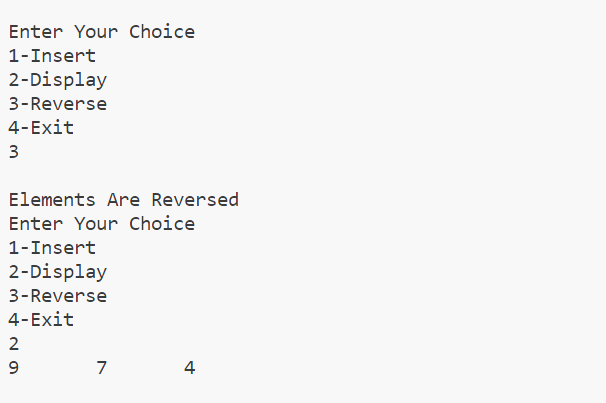 Enter Your Choice
1-Insert
2-Display
3-Reverse
4-Exit
3
Elements Are Reversed
Enter Your Choice
1-Insert
2-Display
3-Reverse
4-Exit
2
9 7 4